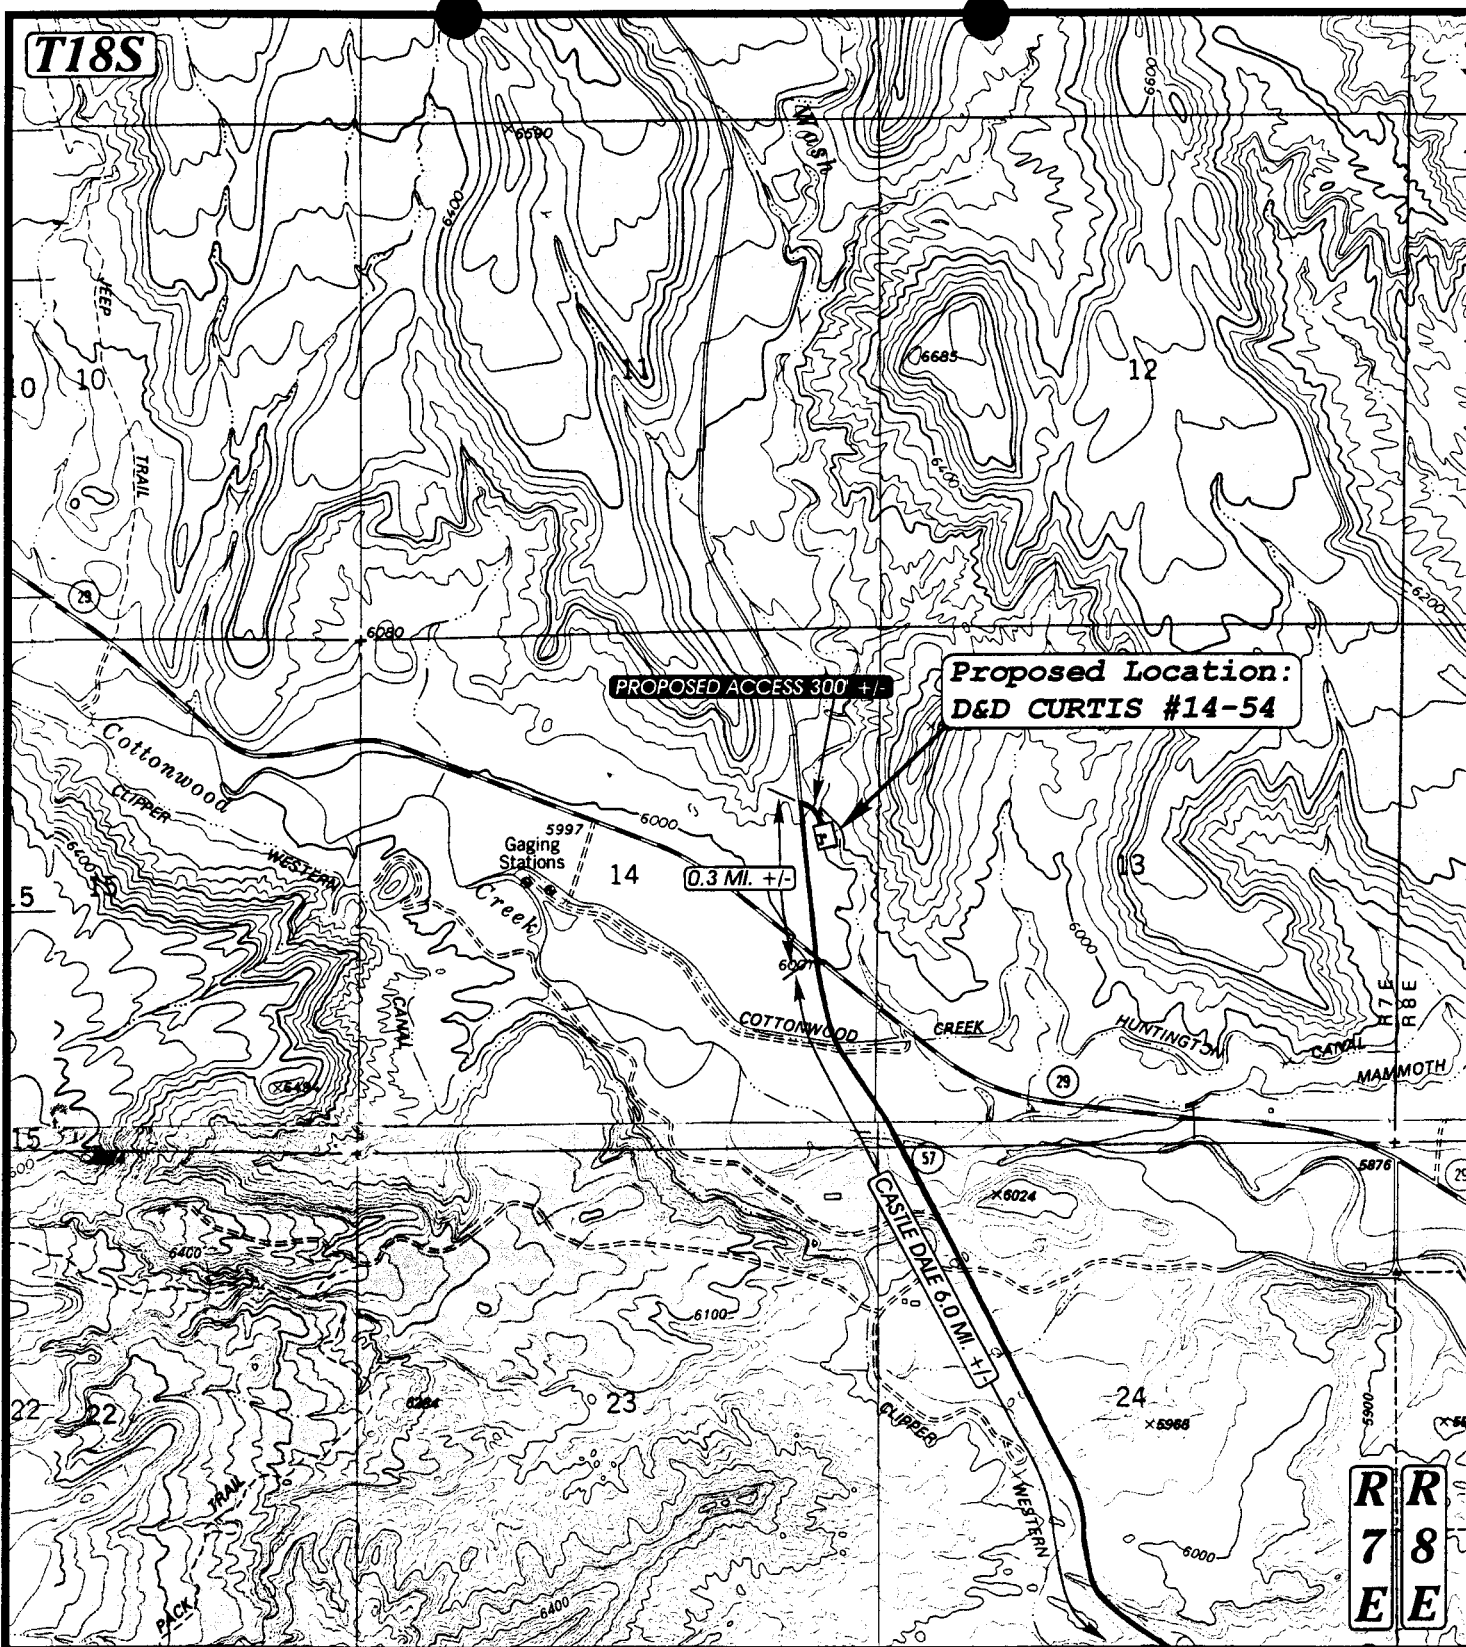 T18S
Wash
6600
×6590
6400
JEEP
TRAIL
10
11
6685
12
6400
29
6200
×6080
PROPOSED ACCESS 300' +/-
Proposed Location:
D&D CURTIS #14-54
Cottonwood
CLIPPER
WESTERN
CANAL
6400
5997
6000
Gaging
Stations
14
0.3 MI. +/-
13
15
Creek
6000
R7E
R8E
COTTONWOOD
CREEK
HUNTINGTON
CANAL
MAMMOTH
29
15
57
×6024
5876
29
CASTLE DALE 6.0 MI. +/-
6400
6100
22
22
23
24
×5968
5900
CLIPPER
WESTERN
TRAIL
PACK
6400
6000
R
7
E
R
8
E